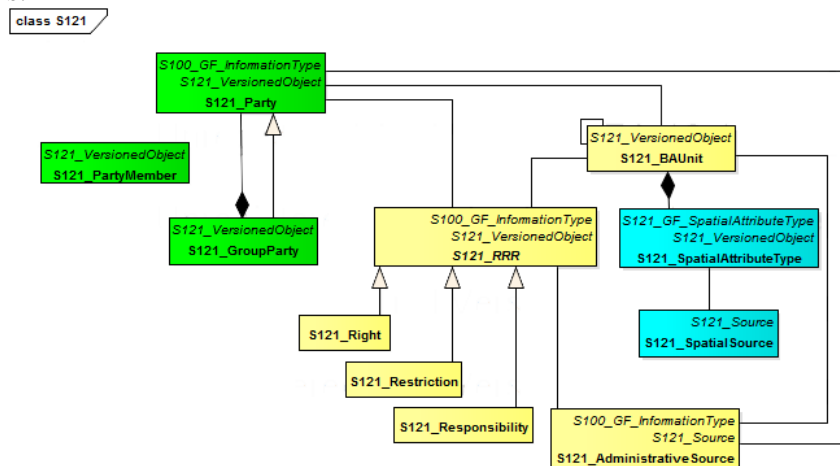 class S121
S100_GF_InformationType
S121_VersionedObject
S121_Party
S121_VersionedObject
S121_BAUnit
S121_VersionedObject
S121_PartyMember
S121_VersionedObject
S121_GroupParty
S100_GF_InformationType
S121_VersionedObject
S121_RRR
S121_GF_SpatialAttributeType
S121_VersionedObject
S121_SpatialAttributeType
S121_Right
S121_Source
S121_SpatialSource
S121_Restriction
S121_Responsibility
S100_GF_InformationType
S121_Source
S121_AdministrativeSource